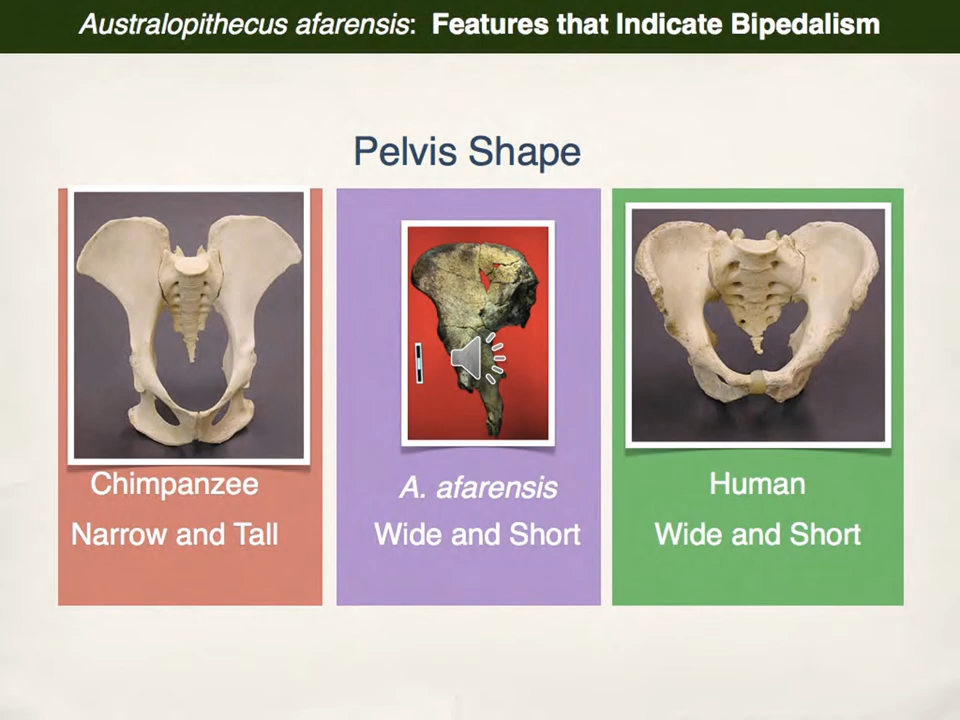 Australopithecus afarensis: Features that Indicate Bipedalism
Pelvis Shape
Chimpanzee
Narrow and Tall
A. afarensis
Wide and Short
Human
Wide and Short